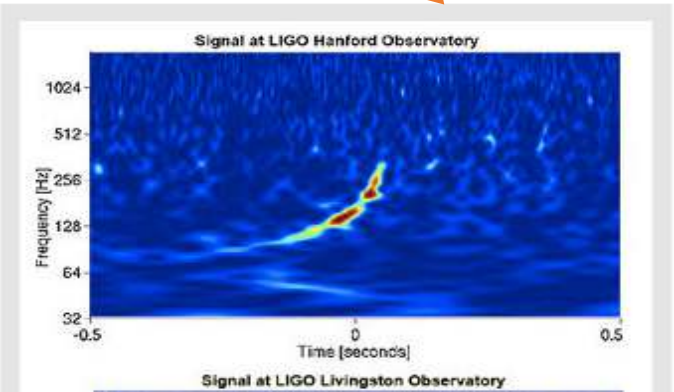 Signal at LIGO Hanford Observatory
1024
512
256
128
64
32
Frequency [Hz]
-0.5 0 0.5
Time [seconds]
Signal at LIGO Livingston Observatory